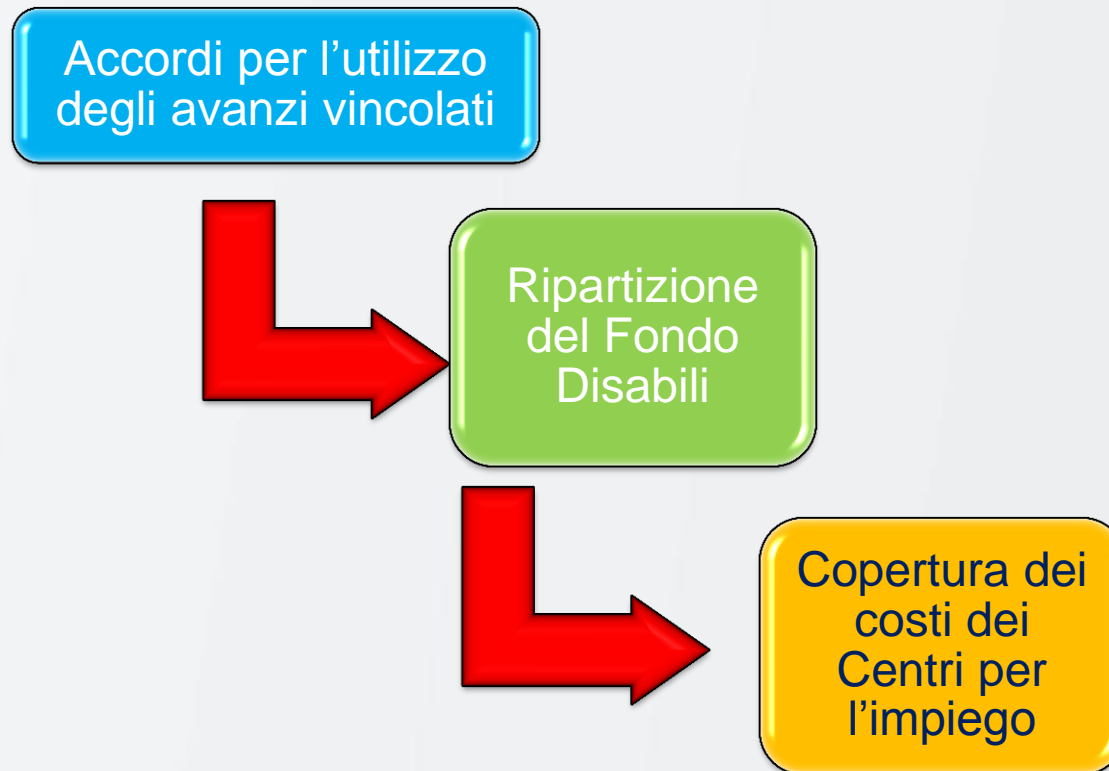 Accordi per l’utilizzo
degli avanzi vincolati
Ripartizione
del Fondo
Disabili
Copertura dei
costi dei
Centri per
l’impiego